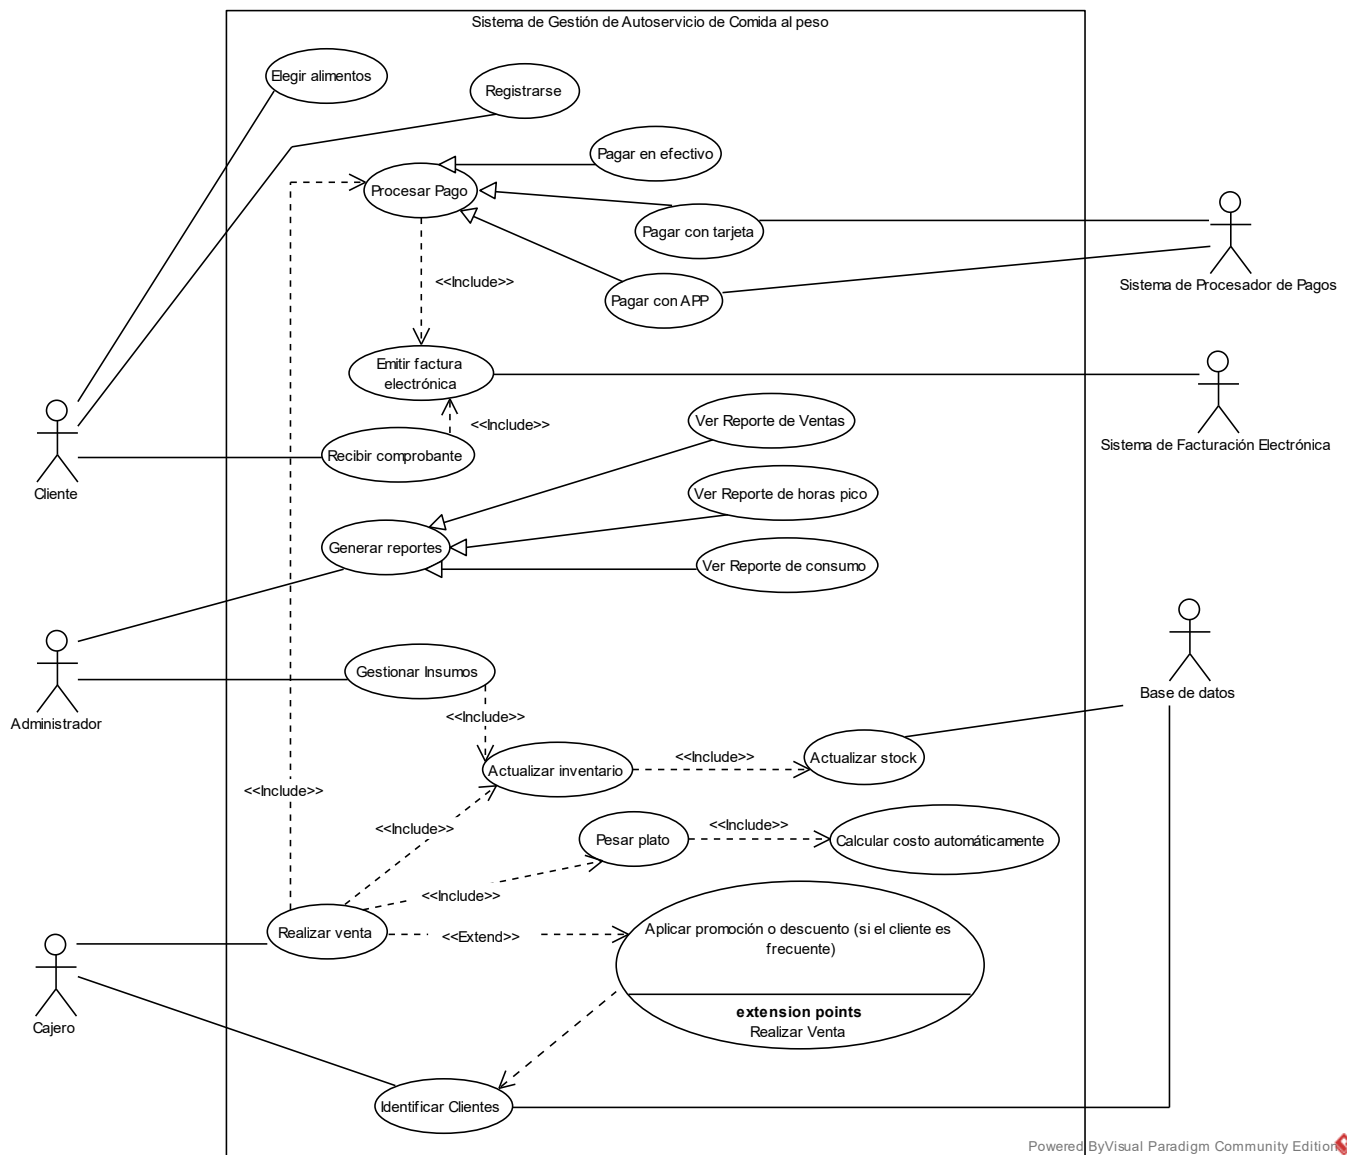 Sistema de Gestión de Autoservicio de Comida al peso
Elegir alimentos
Registrarse
Pagar en efectivo
Procesar Pago
Pagar con tarjeta
<<Include>>
Pagar con APP
Sistema de Procesador de Pagos
Emitir factura
electrónica
<<Include>>
Ver Reporte de Ventas
Sistema de Facturación Electrónica
Recibir comprobante
Cliente
Ver Reporte de horas pico
Generar reportes
Ver Reporte de consumo
Gestionar Insumos
Base de datos
Administrador
<<Include>>
Actualizar inventario
<<Include>>
Actualizar stock
<<Include>>
<<Include>>
Pesar plato
<<Include>>
Calcular costo automáticamente
<<Include>>
Realizar venta
<<Extend>>
Aplicar promoción o descuento (si el cliente es
frecuente)
extension points
Realizar Venta
Cajero
Identificar Clientes
Powered ByVisual Paradigm Community Edition